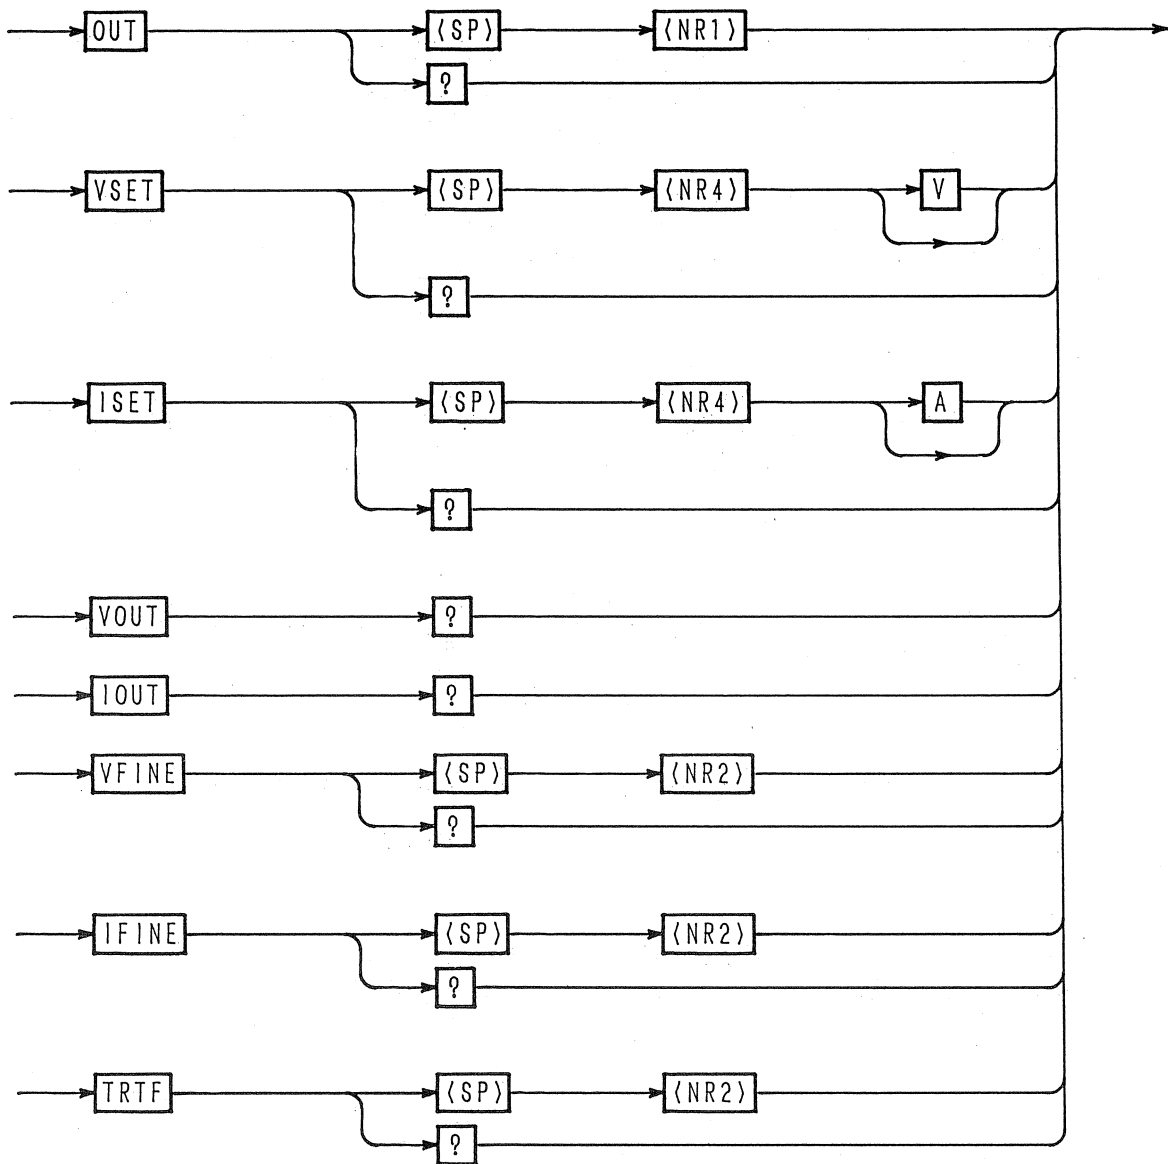 OUT ⟨SP⟩ ⟨NR1⟩
?
VSET ⟨SP⟩ ⟨NR4⟩ V
?
ISET ⟨SP⟩ ⟨NR4⟩ A
?
VOUT ?
IOUT ?
VFINE ⟨SP⟩ ⟨NR2⟩
?
IFINE ⟨SP⟩ ⟨NR2⟩
?
TRTF ⟨SP⟩ ⟨NR2⟩
?